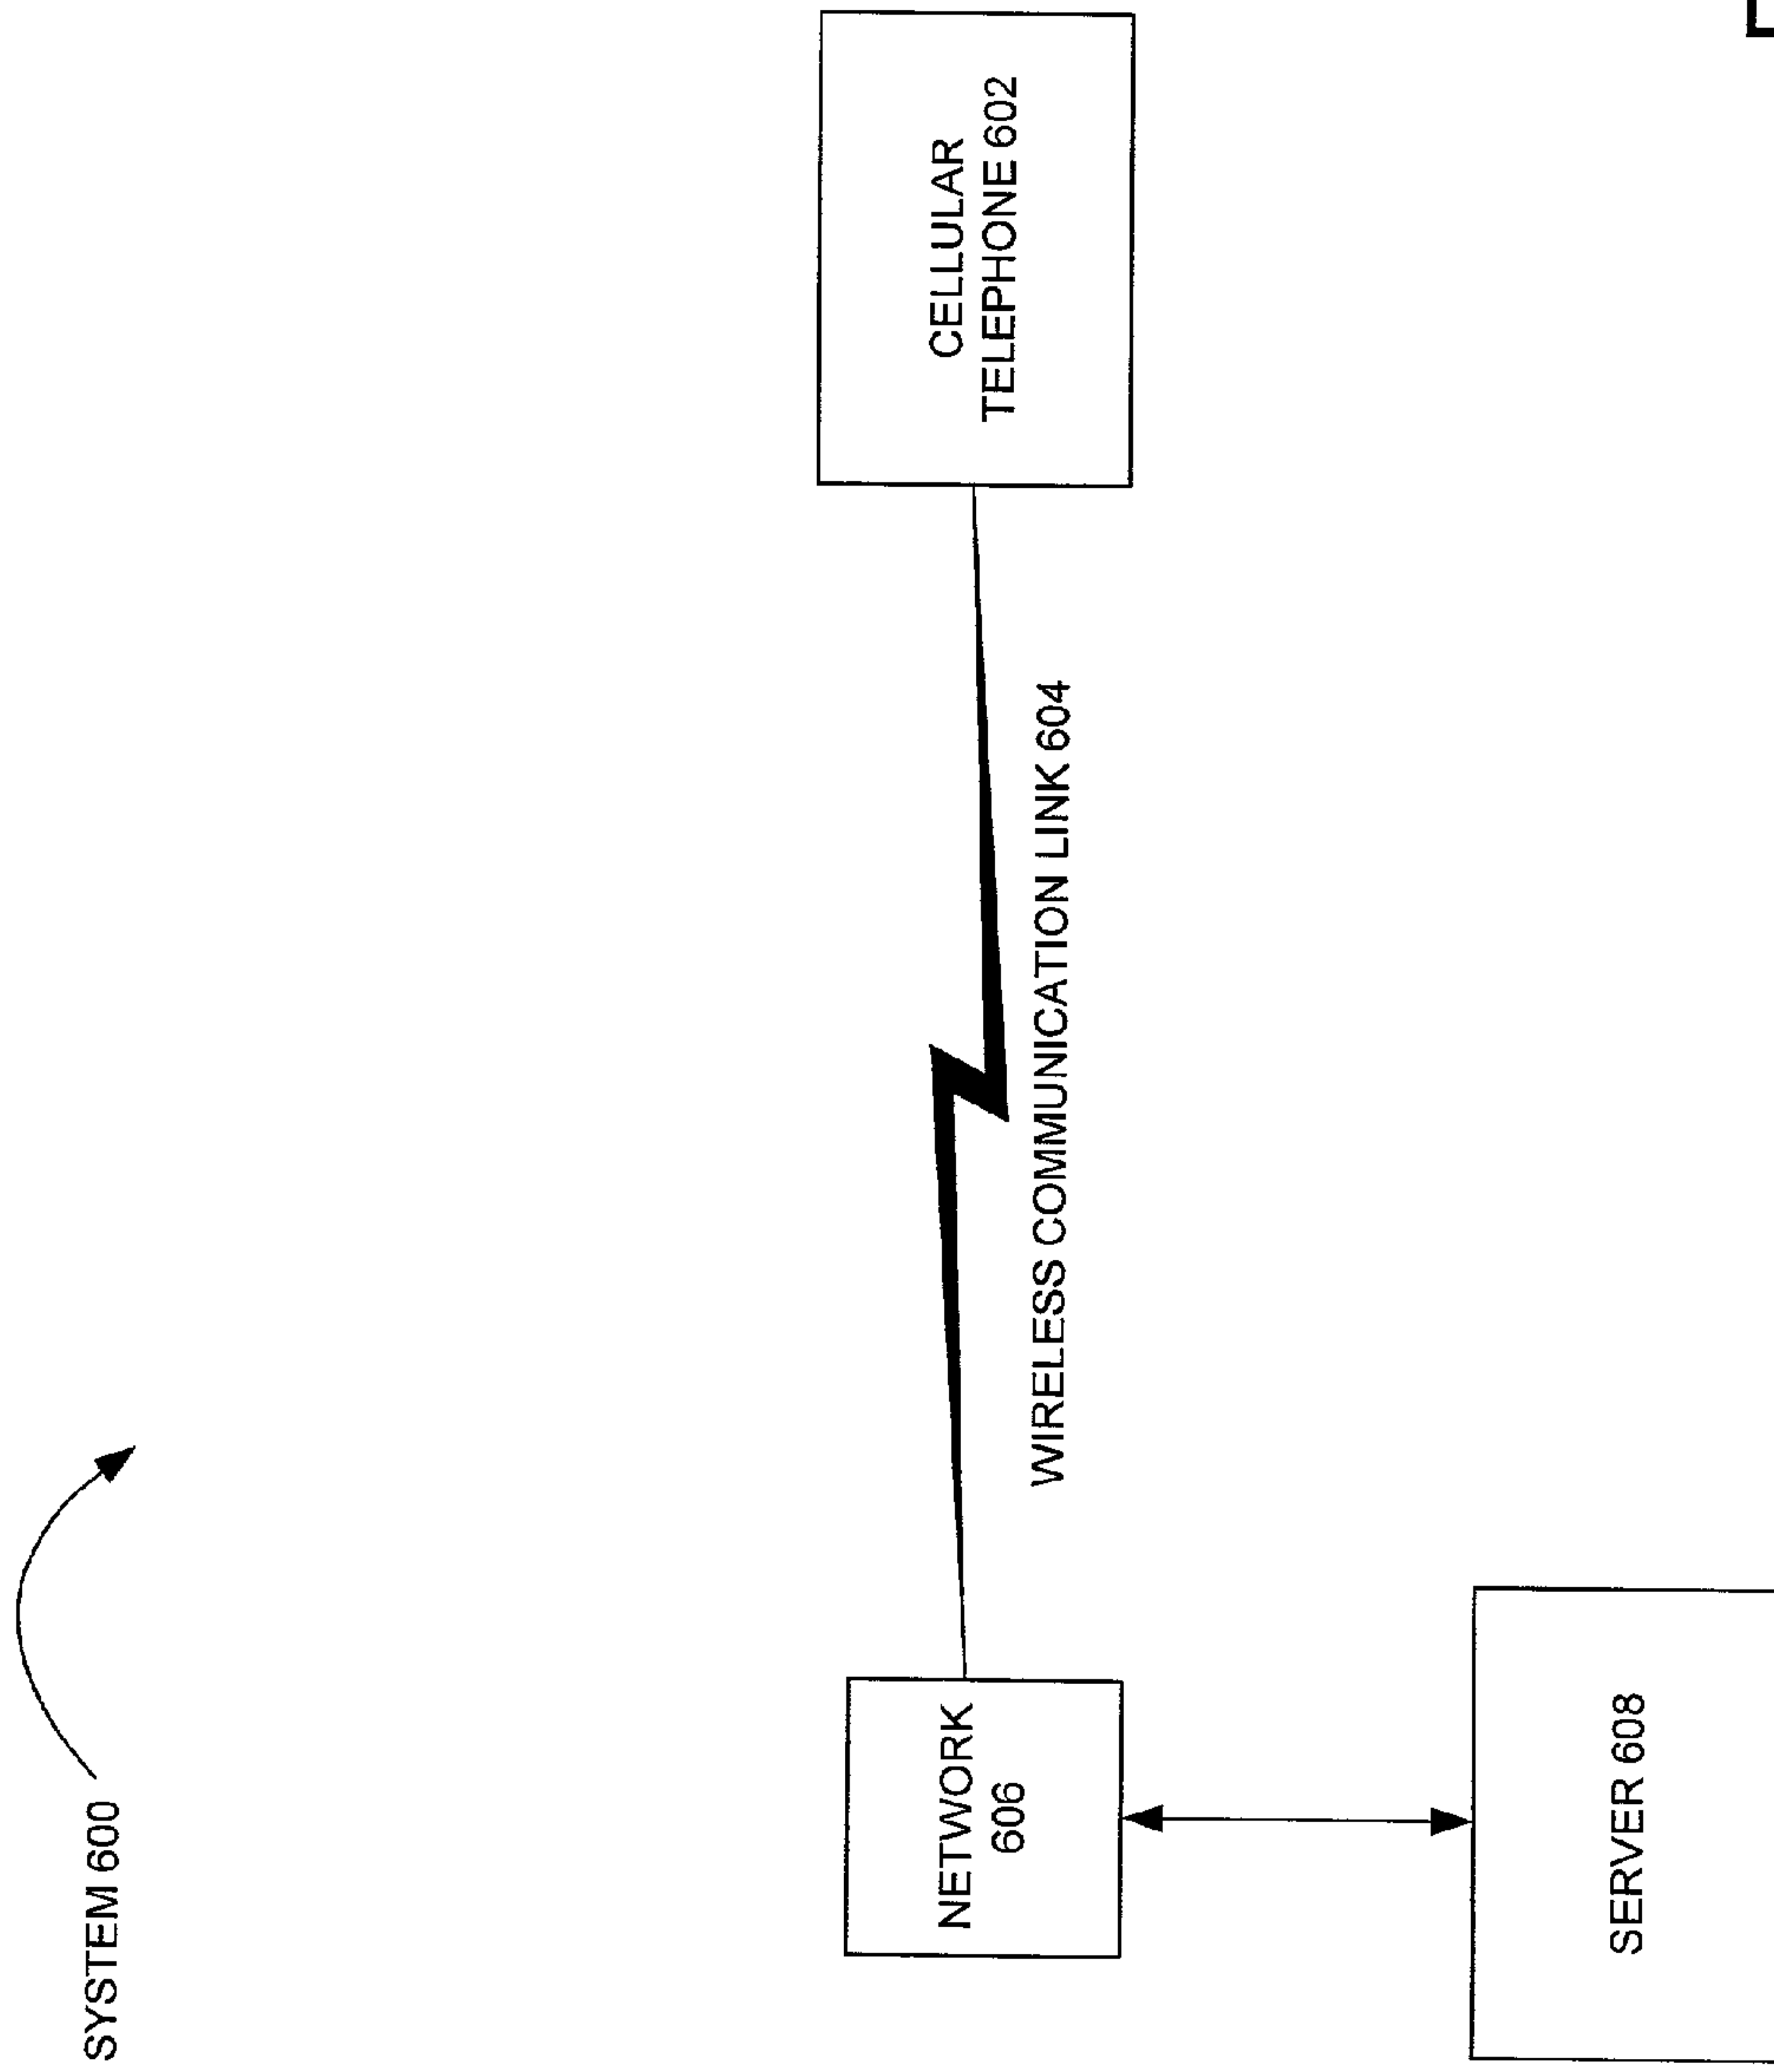 SYSTEM 600
NETWORK
606
WIRELESS COMMUNICATION LINK 604
CELLULAR
TELEPHONE 602
SERVER 608